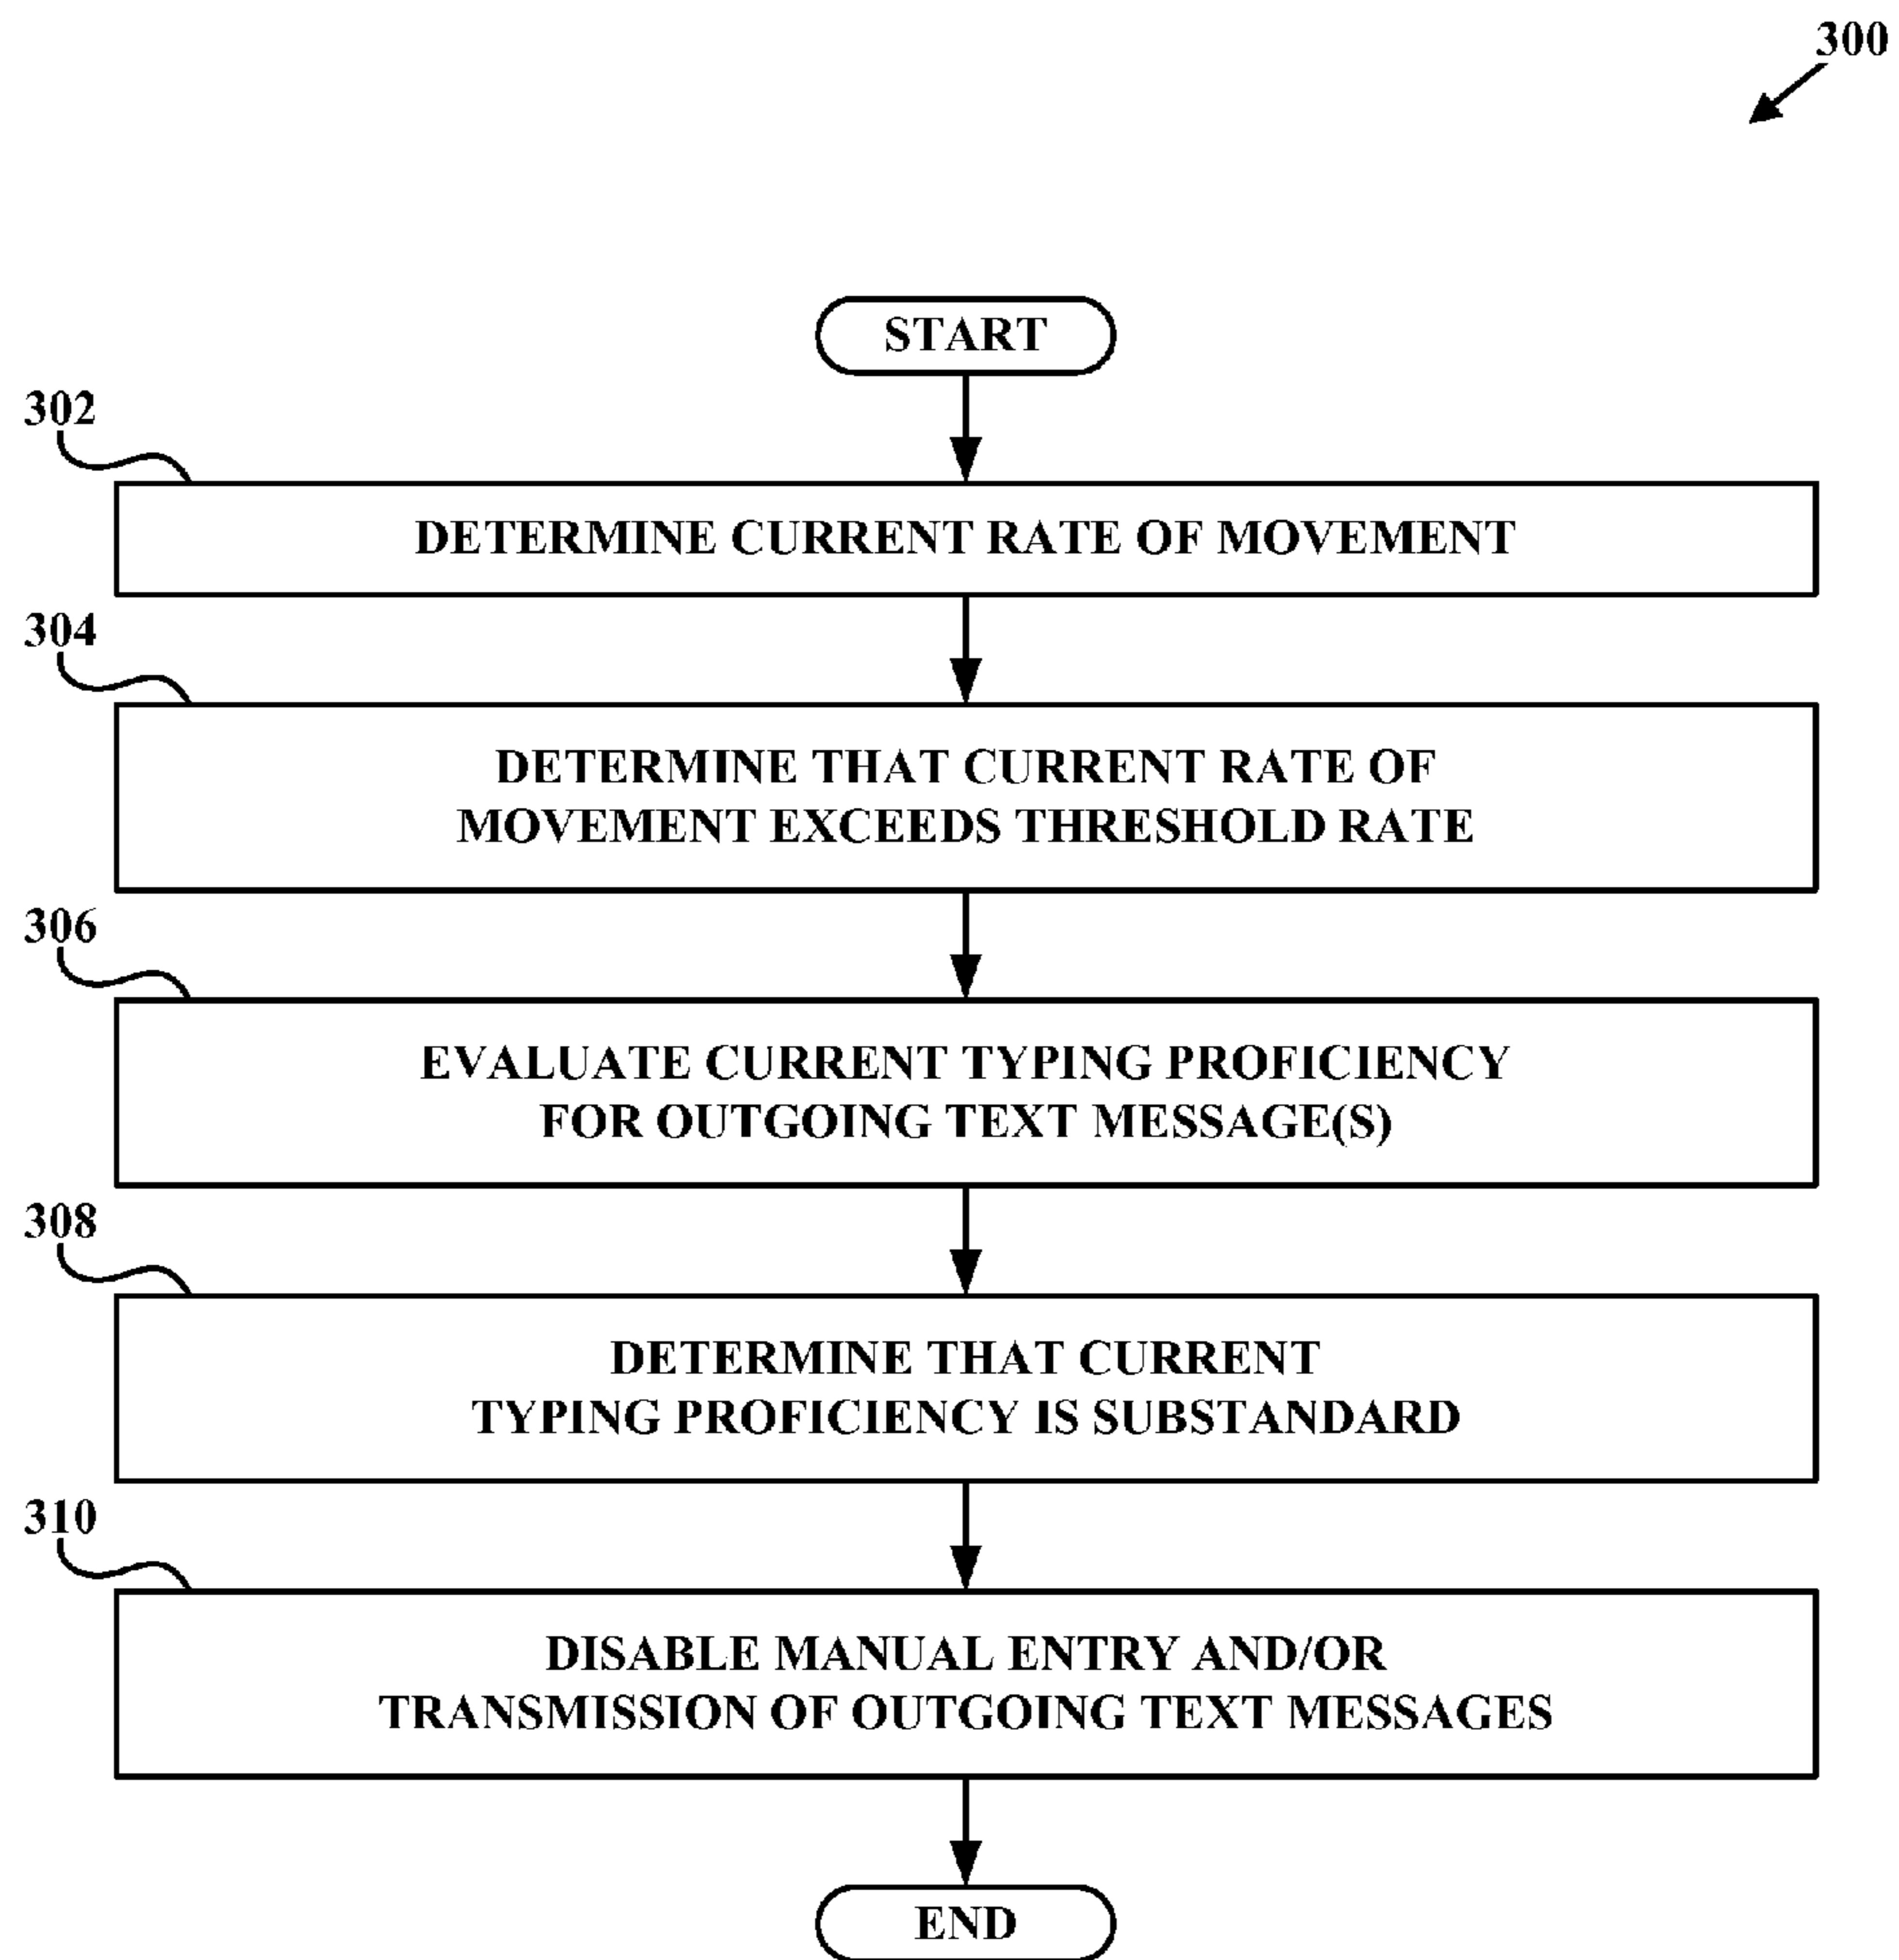 300
START
302
DETERMINE CURRENT RATE OF MOVEMENT
304
DETERMINE THAT CURRENT RATE OF
MOVEMENT EXCEEDS THRESHOLD RATE
306
EVALUATE CURRENT TYPING PROFICIENCY
FOR OUTGOING TEXT MESSAGE(S)
308
DETERMINE THAT CURRENT
TYPING PROFICIENCY IS SUBSTANDARD
310
DISABLE MANUAL ENTRY AND/OR
TRANSMISSION OF OUTGOING TEXT MESSAGES
END